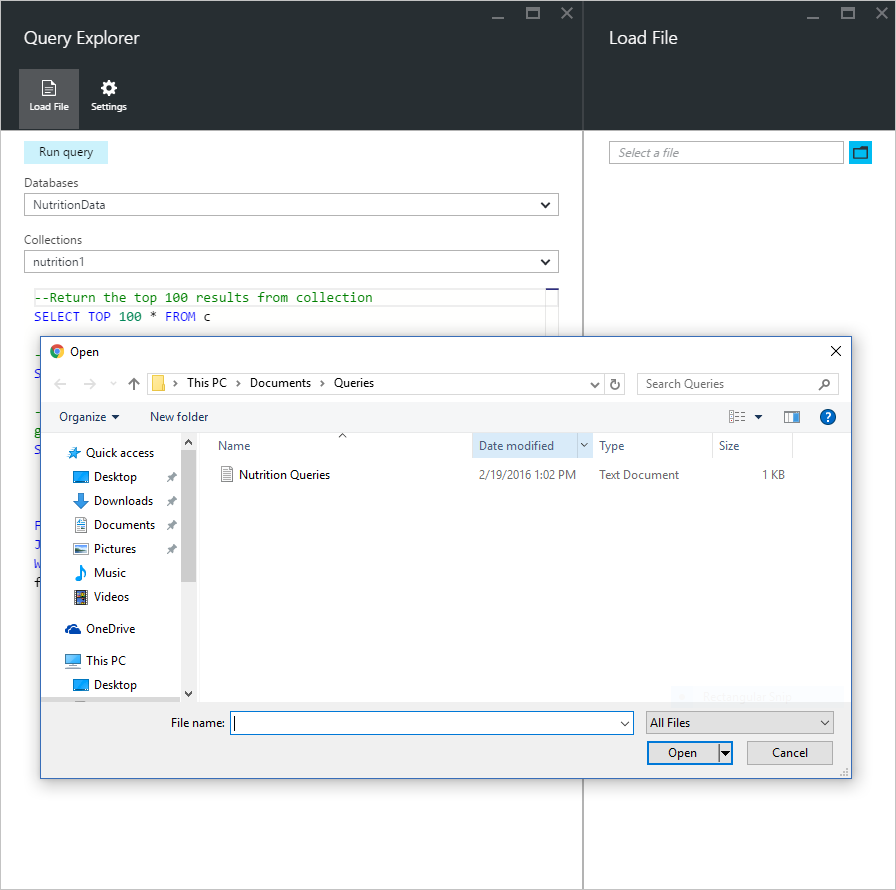 Query Explorer
Load File
Load File
Settings
Run query
Select a file
Databases
NutritionData
Collections
nutrition1
--Return the top 100 results from collection
SELECT TOP 100 * FROM c
Open
This PC > Documents > Queries
Search Queries
Organize
New folder
Name
Date modified
Type
Size
Nutrition Queries
2/19/2016 1:02 PM
Text Document
1 KB
Quick access
Desktop
Downloads
Documents
Pictures
Music
Videos
OneDrive
This PC
Desktop
File name:
All Files
Open
Cancel